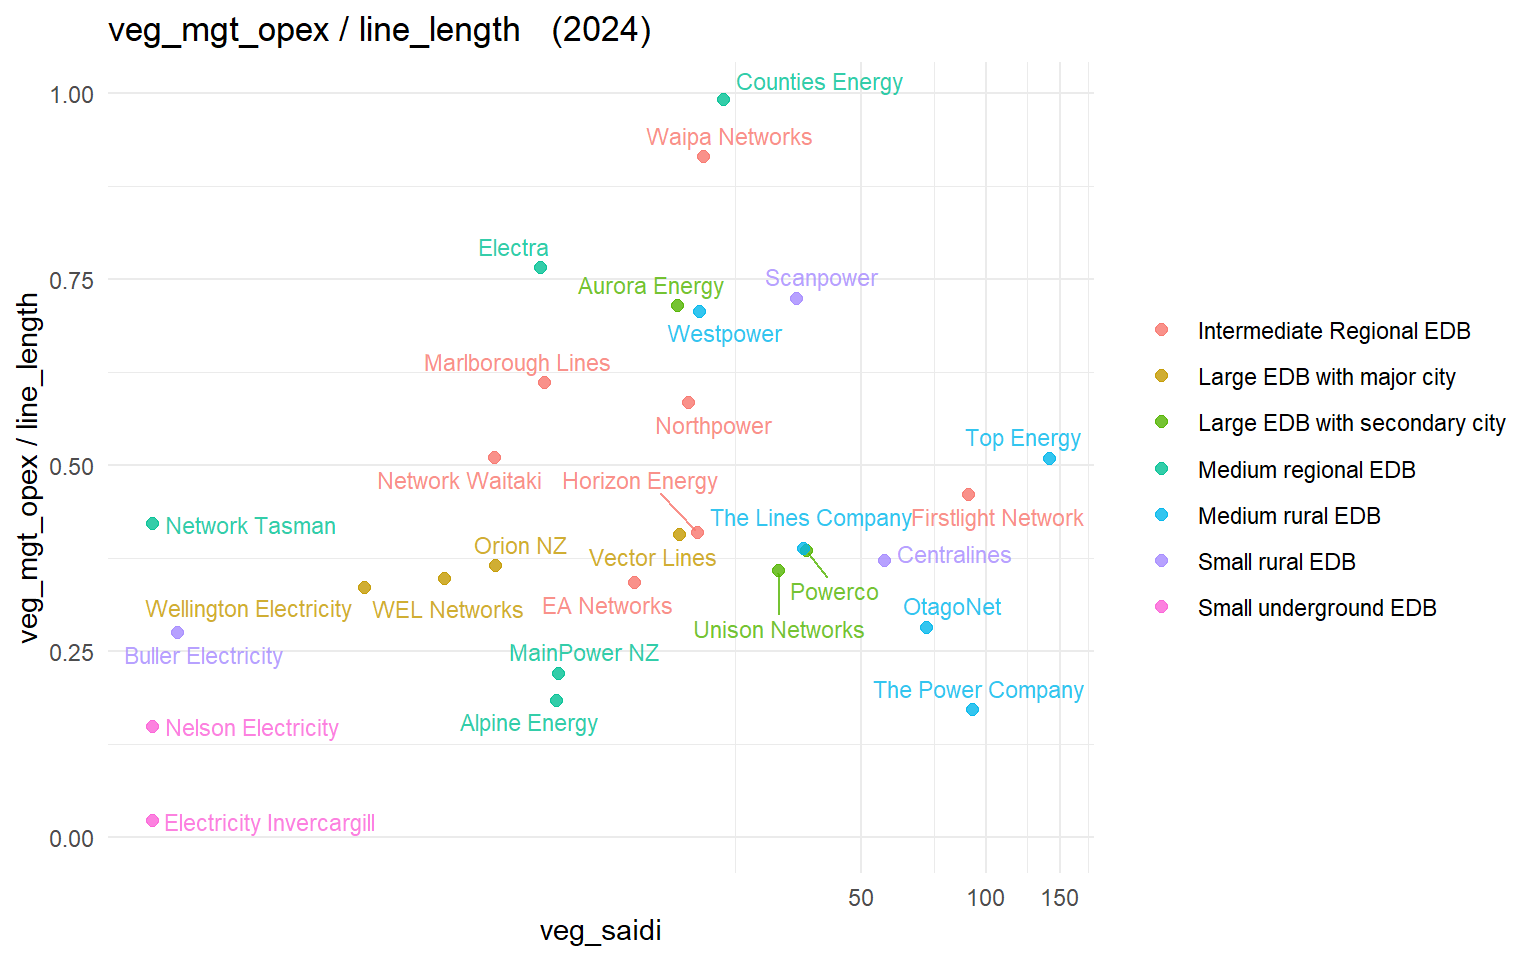 veg_mgt_opex / line_length (2024)
Counties Energy
1.00
Waipa Networks
Electra
0.75
Scanpower
Aurora Energy
Westpower
Marlborough Lines
Northpower
Top Energy
0.50
Network Waitaki
Horizon Energy
The Lines Company
Firstlight Network
Network Tasman
Orion NZ
Vector Lines
Centralines
Powerco
Wellington Electricity
WEL Networks
EA Networks
OtagoNet
Unison Networks
0.25
Buller Electricity
MainPower NZ
The Power Company
Alpine Energy
Nelson Electricity
Electricity Invercargill
0.00
50
100
150
veg_saidi
veg_mgt_opex / line_length
Intermediate Regional EDB
Large EDB with major city
Large EDB with secondary city
Medium regional EDB
Medium rural EDB
Small rural EDB
Small underground EDB